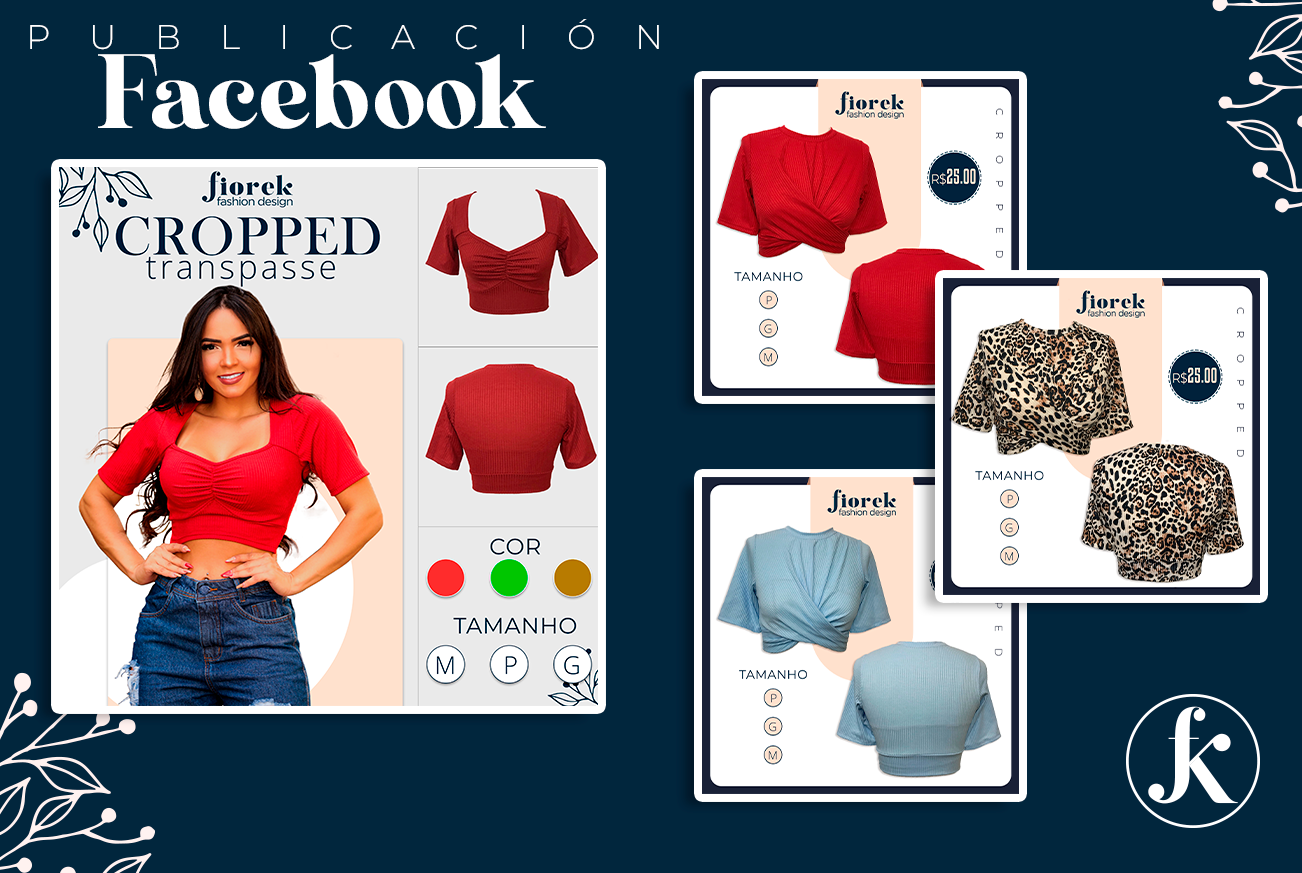 PUBLICACIÓN
Facebook
fiorek
fashion design
CROPPED
transpasse
COR
TAMANHO
M P G
fiorek
fashion design
CROPPED
R$25.00
TAMANHO
P
G
M
fiorek
fashion design
CROPPED
R$25.00
TAMANHO
P
G
M
fiorek
fashion design
PED
TAMANHO
P
G
M
fk